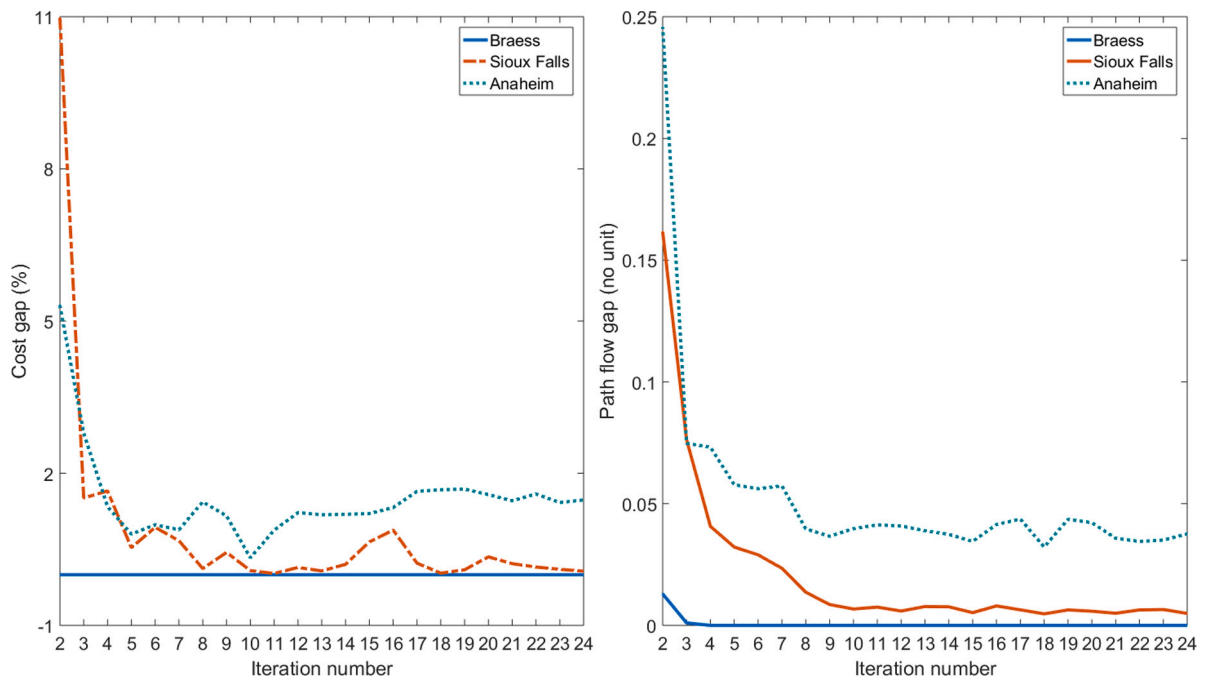 11
8
5
2
-1
Cost gap (%)
2 3 4 5 6 7 8 9 10 11 12 13 14 15 16 17 18 19 20 21 22 23 24
Iteration number
Braess
Sioux Falls
Anaheim
0.25
0.2
0.15
0.1
0.05
0
Path flow gap (no unit)
2 3 4 5 6 7 8 9 10 11 12 13 14 15 16 17 18 19 20 21 22 23 24
Iteration number
Braess
Sioux Falls
Anaheim